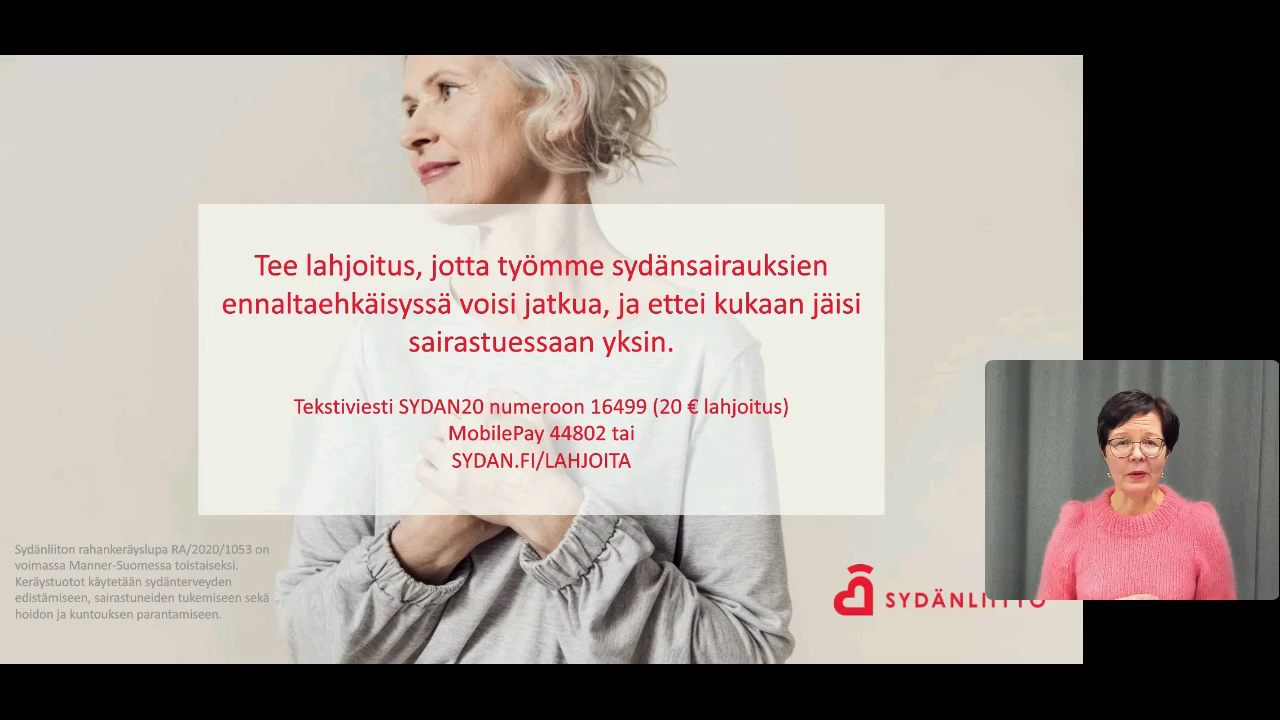 Tee lahjoitus, jotta työmme sydänsairauksien
ennaltaehkäisyssä voisi jatkua, ja ettei kukaan jäisi
sairastuessaan yksin.
Tekstiviesti SYDAN20 numeroon 16499 (20 € lahjoitus)
MobilePay 44802 tai
SYDAN.FI/LAHJOITA
Sydänliiton rahankeräyslupa RA/2020/1053 on
voimassa Manner-Suomessa toistaiseksi.
Keräystuotot käytetään sydänterveyden
edistämiseen, sairastuneiden tukemiseen sekä
hoidon ja kuntouksen parantamiseen.
SYDÄNLIITTO